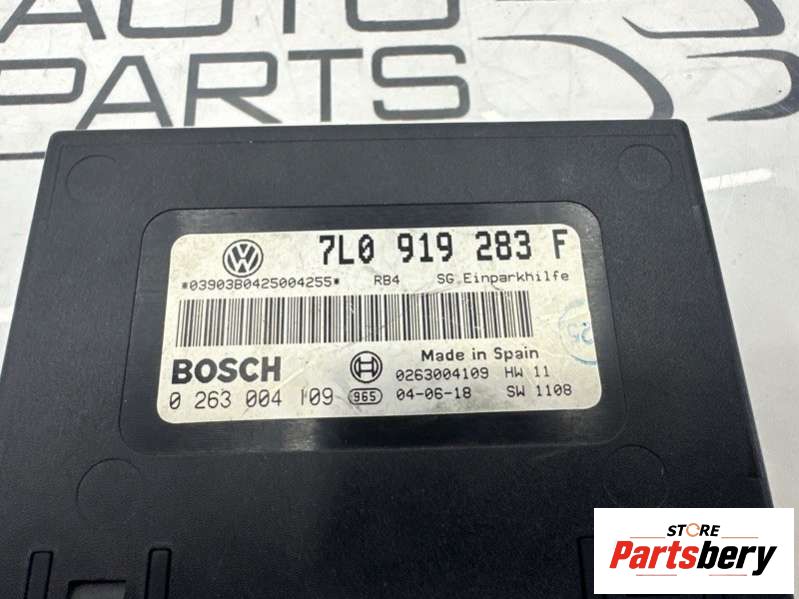 AUTO
PARTS
7L0 919 283 F
*03903B0425004255* RB4 SG.Einparkhilfe
25
Made in Spain
BOSCH 0263004109 HW 11
0 263 004 109 965 04-06-18 SW 1108
STORE
Partsbery